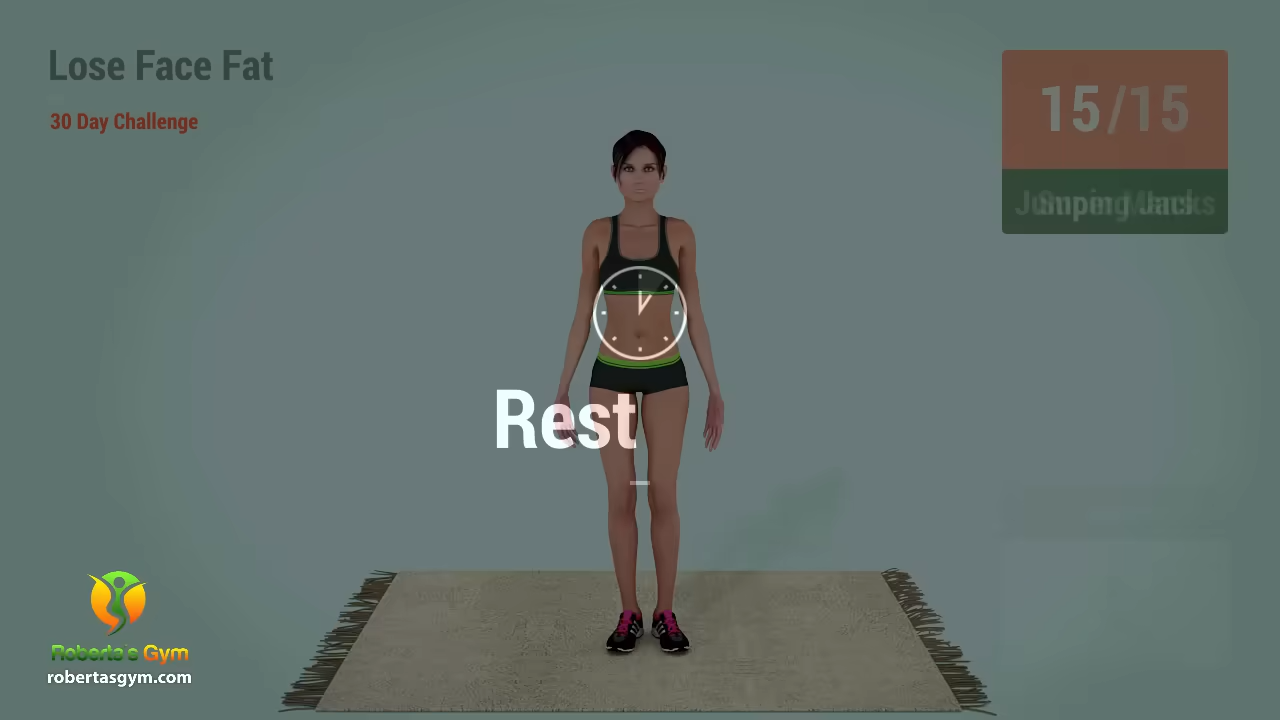 Lose Face Fat
30 Day Challenge
15/15
Rest
Roberta's Gym
robertasgym.com